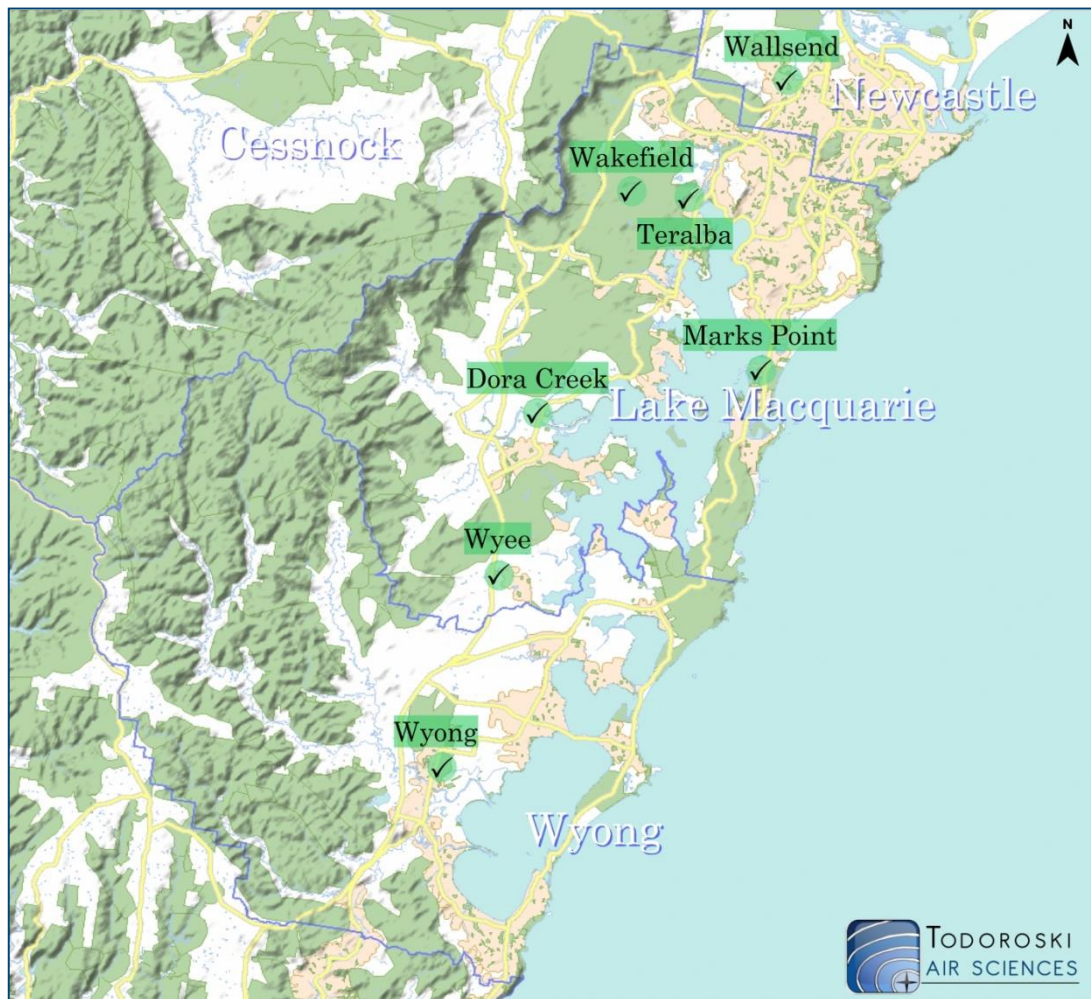 N
Wallsend
Newcastle
Cessnock
Wakefield
Teralba
Marks Point
Dora Creek
Lake Macquarie
Wyee
Wyong
Wyong
TODOROSKI
AIR SCIENCES